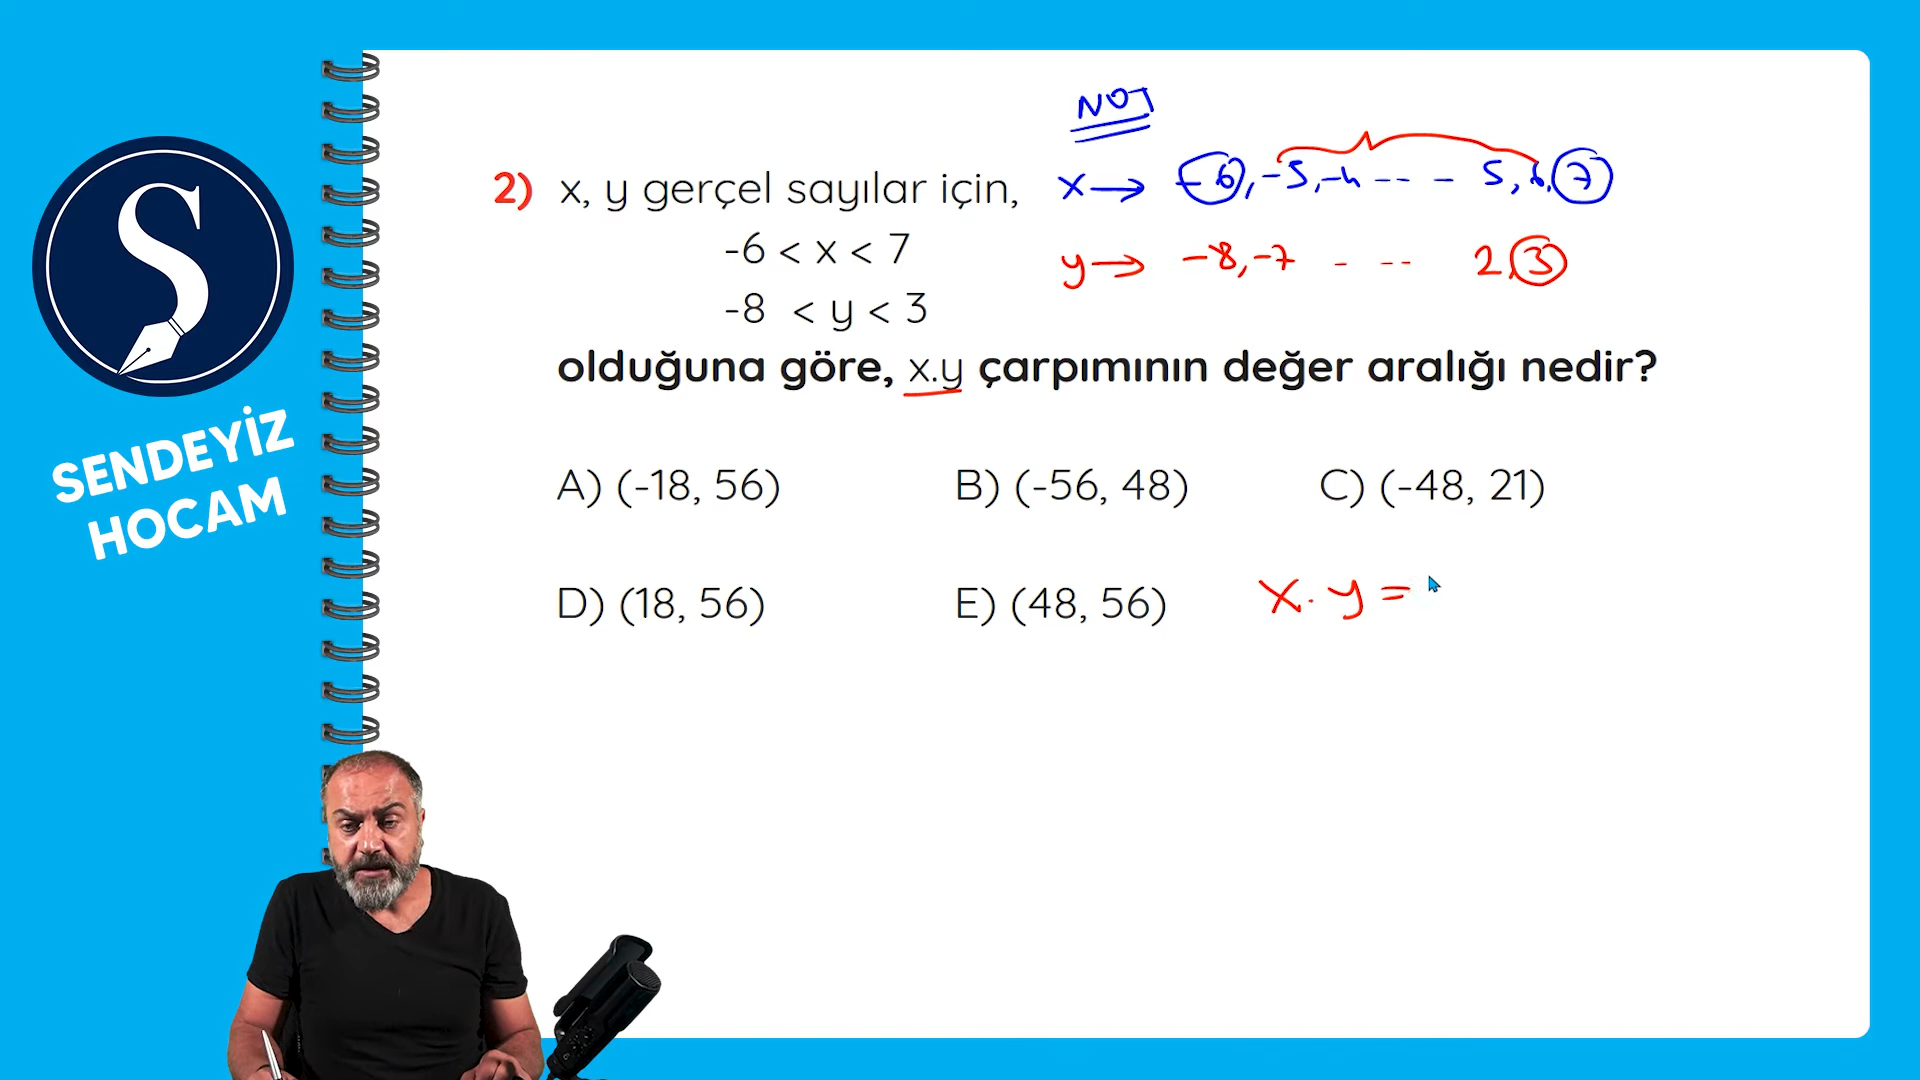 NOT
2) x, y gerçel sayılar için,
x → -6, -5, -4 -- - 5, 6, 7
-6 < x < 7
y → -8, -7 - -- 2, 3
-8 < y < 3
olduğuna göre, x.y çarpımının değer aralığı nedir?
A) (-18, 56) B) (-56, 48) C) (-48, 21)
D) (18, 56) E) (48, 56) x . y =
S
SENDEYİZ
HOCAM